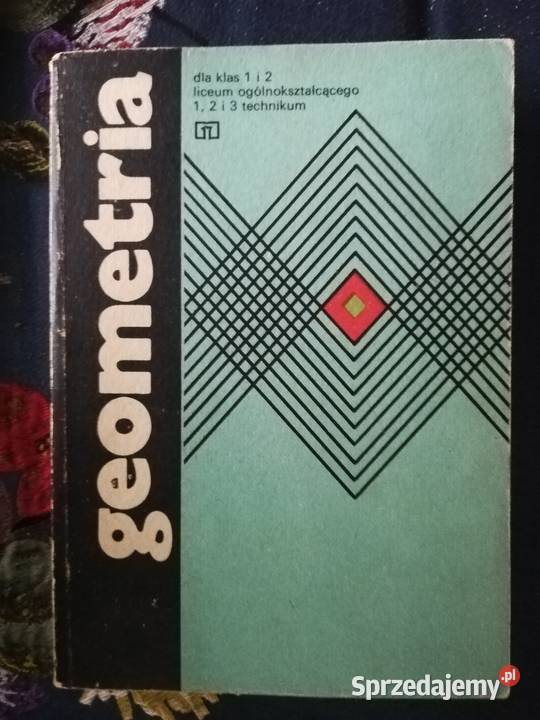 geometria
dla klas 1 i 2
liceum ogólnokształcącego
1, 2 i 3 technikum
Sprzedajemy.pl